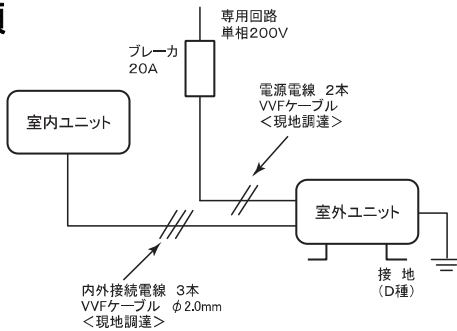 専用回路
単相200V
ブレーカ
20A
電源電線 2本
VVFケーブル
＜現地調達＞
室内ユニット
室外ユニット
接 地
（D種）
内外接続電線 3本
VVFケーブル φ2.0mm
＜現地調達＞